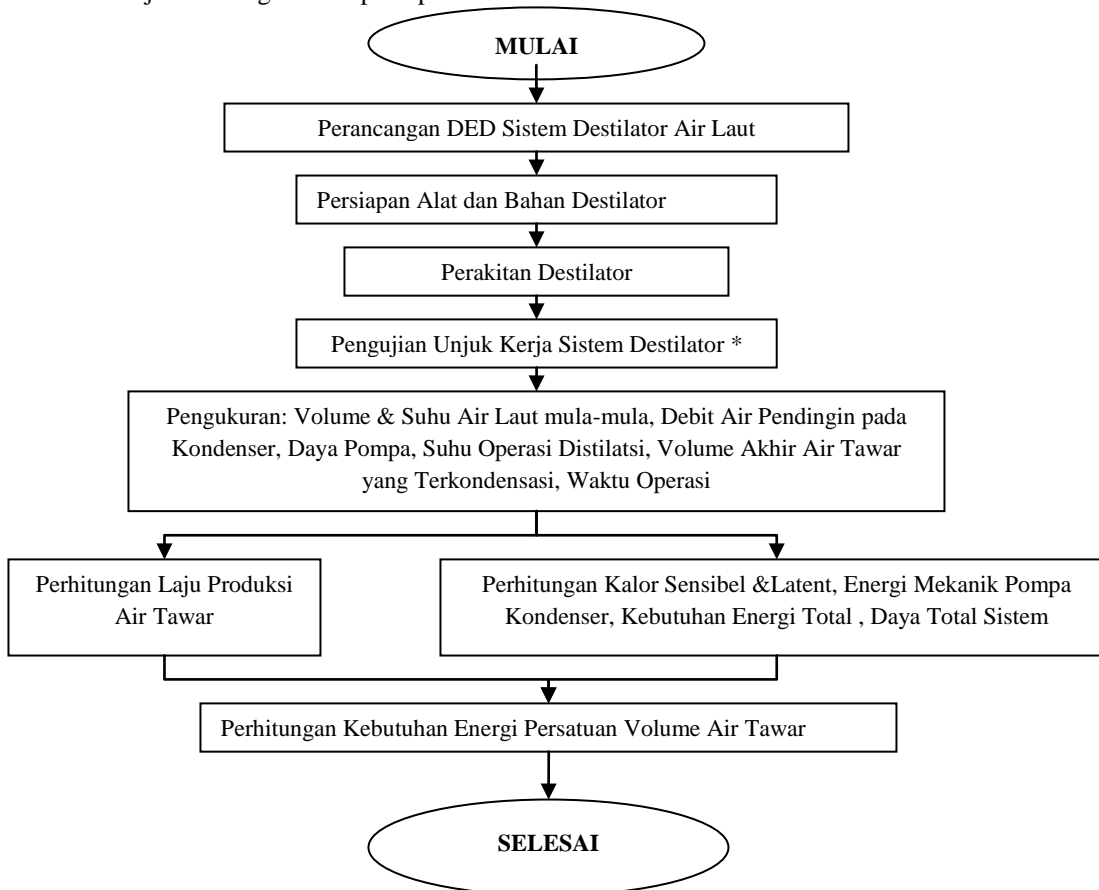 MULAI
Perancangan DED Sistem Destilator Air Laut
Persiapan Alat dan Bahan Destilator
Perakitan Destilator
Pengujian Unjuk Kerja Sistem Destilator *
Pengukuran: Volume & Suhu Air Laut mula-mula, Debit Air Pendingin pada
Kondenser, Daya Pompa, Suhu Operasi Distilatsi, Volume Akhir Air Tawar
yang Terkondensasi, Waktu Operasi
Perhitungan Laju Produksi
Air Tawar
Perhitungan Kalor Sensibel &Latent, Energi Mekanik Pompa
Kondenser, Kebutuhan Energi Total , Daya Total Sistem
Perhitungan Kebutuhan Energi Persatuan Volume Air Tawar
SELESAI